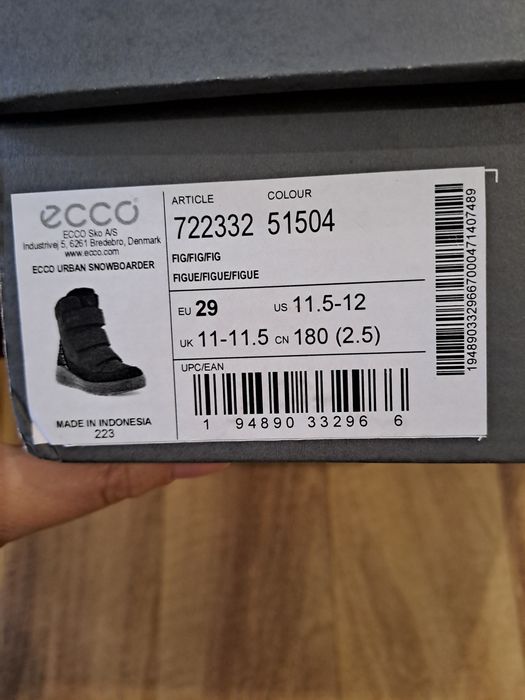 ecco
ECCO Sko A/S
Industrivej 5, 6261 Bredebro, Denmark
www.ecco.com
ECCO URBAN SNOWBOARDER
MADE IN INDONESIA
223
ARTICLE COLOUR
722332 51504
FIG/FIG/FIG
FIGUE/FIGUE/FIGUE
EU 29 US 11.5-12
UK 11-11.5 CN 180 (2.5)
UPC/EAN
1 94890 33296 6
19489033296670004714​07489